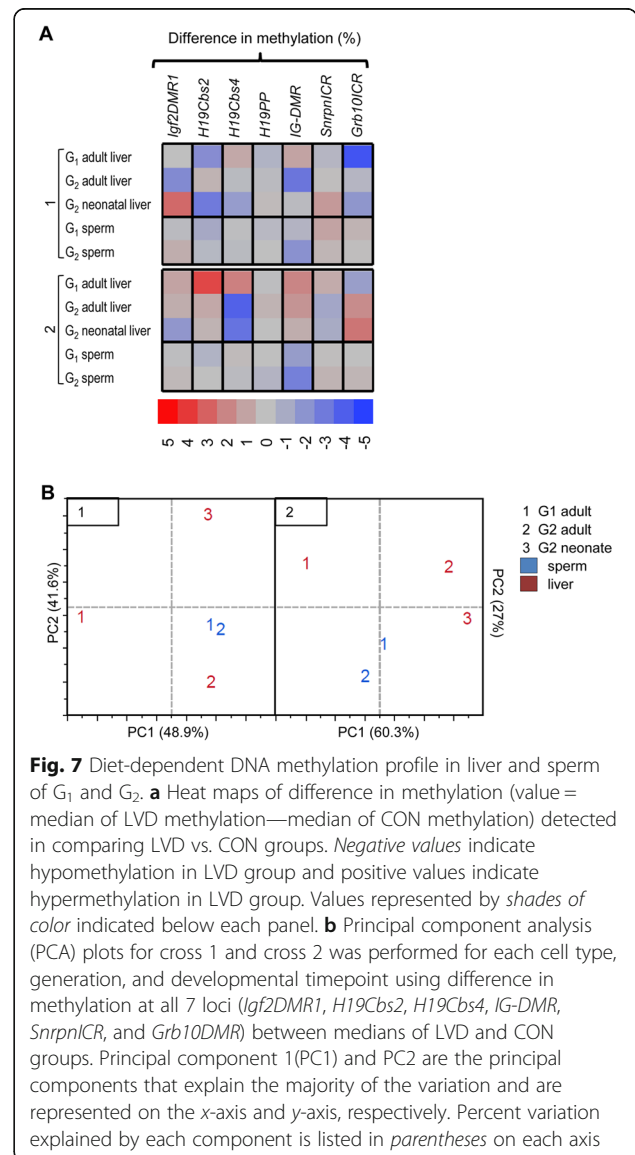 A
Difference in methylation (%)
Igf2DMR1
H19Cbs2
H19Cbs4
H19PP
IG-DMR
SnrpnICR
Grb10ICR
1
G1 adult liver
G2 adult liver
G2 neonatal liver
G1 sperm
G2 sperm
2
G1 adult liver
G2 adult liver
G2 neonatal liver
G1 sperm
G2 sperm
5 4 3 2 1 0 -1 -2 -3 -4 -5
B
1
3
1
1
2
2
PC2 (41.6%)
PC1 (48.9%)
2
1
2
3
1
2
PC2 (27%)
PC1 (60.3%)
1 G1 adult
2 G2 adult
3 G2 neonate
sperm
liver
Fig. 7 Diet-dependent DNA methylation profile in liver and sperm
of G1 and G2. a Heat maps of difference in methylation (value =
median of LVD methylation—median of CON methylation) detected
in comparing LVD vs. CON groups. Negative values indicate
hypomethylation in LVD group and positive values indicate
hypermethylation in LVD group. Values represented by shades of
color indicated below each panel. b Principal component analysis
(PCA) plots for cross 1 and cross 2 was performed for each cell type,
generation, and developmental timepoint using difference in
methylation at all 7 loci (Igf2DMR1, H19Cbs2, H19Cbs4, IG-DMR,
SnrpnICR, and Grb10DMR) between medians of LVD and CON
groups. Principal component 1(PC1) and PC2 are the principal
components that explain the majority of the variation and are
represented on the x-axis and y-axis, respectively. Percent variation
explained by each component is listed in parentheses on each axis